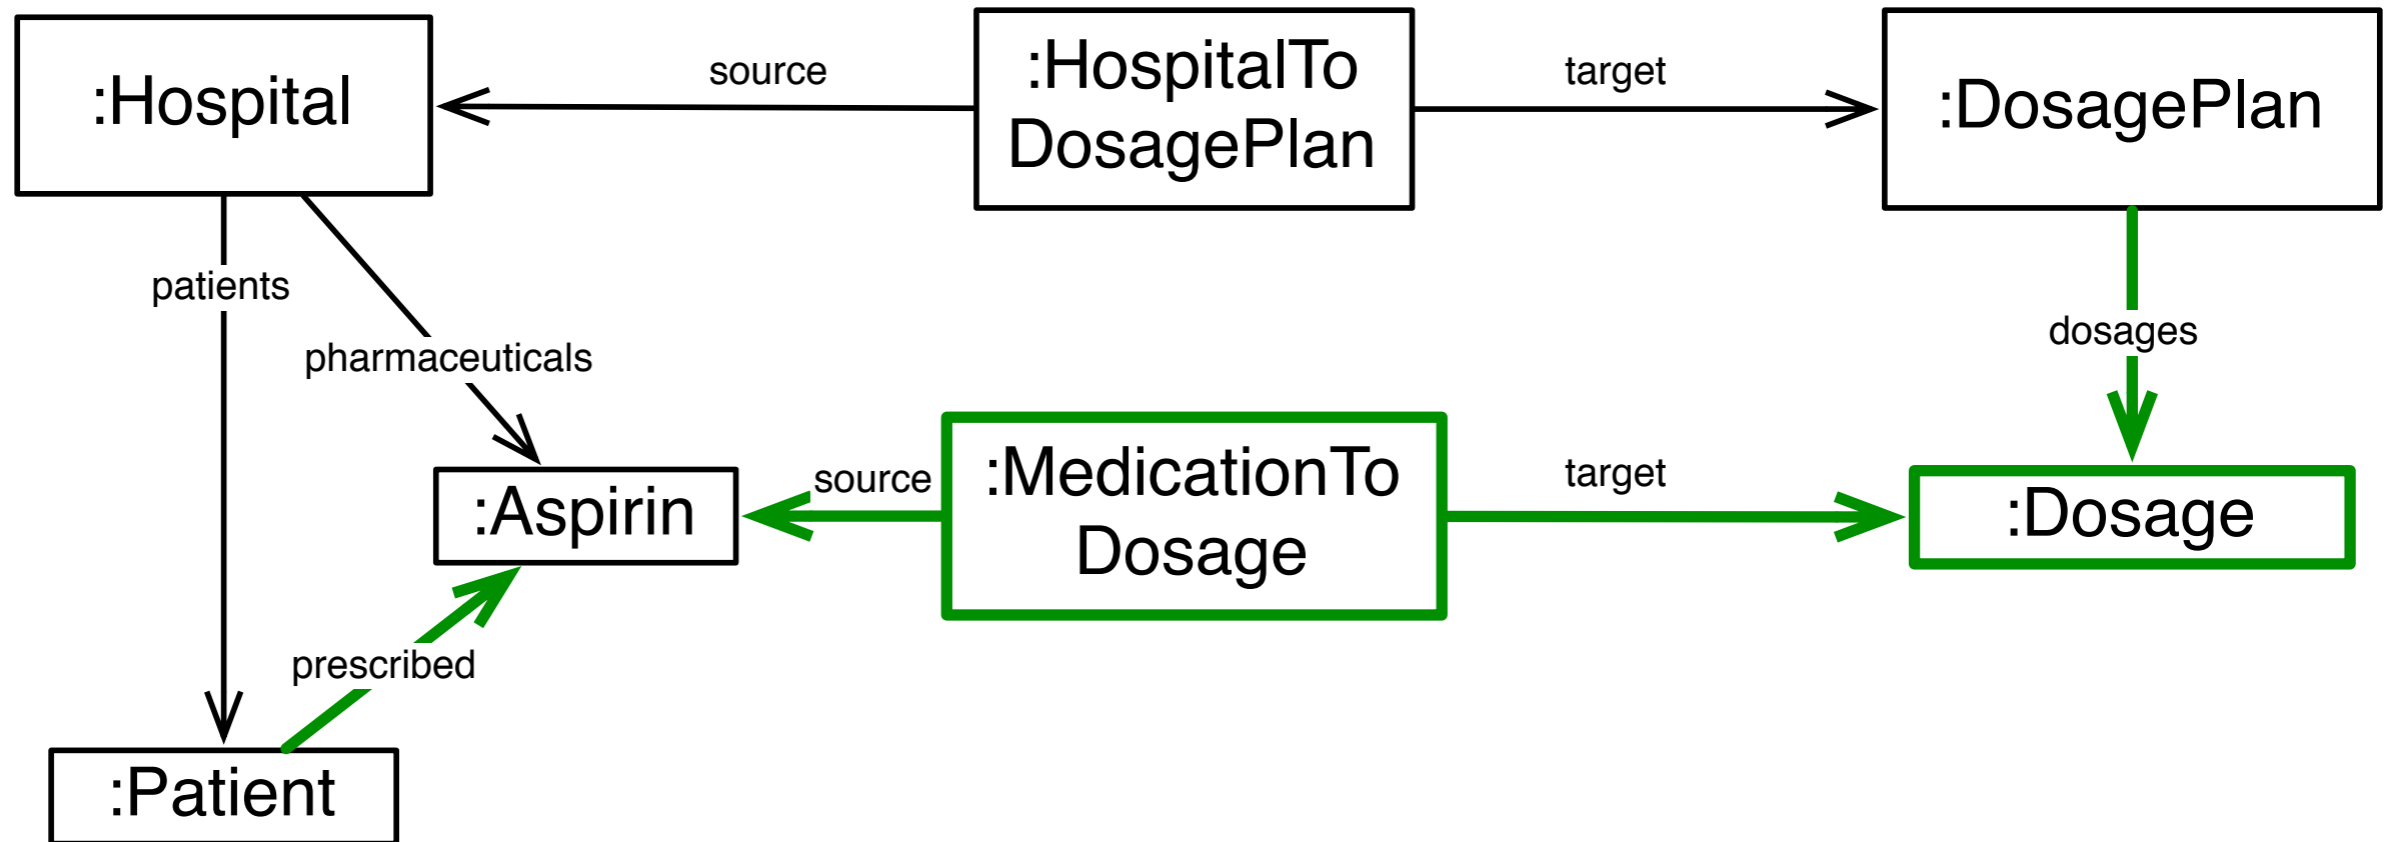 :Hospital
source
:HospitalTo
DosagePlan
target
:DosagePlan
patients
pharmaceuticals
dosages
:Aspirin
source
:MedicationTo
Dosage
target
:Dosage
prescribed
:Patient